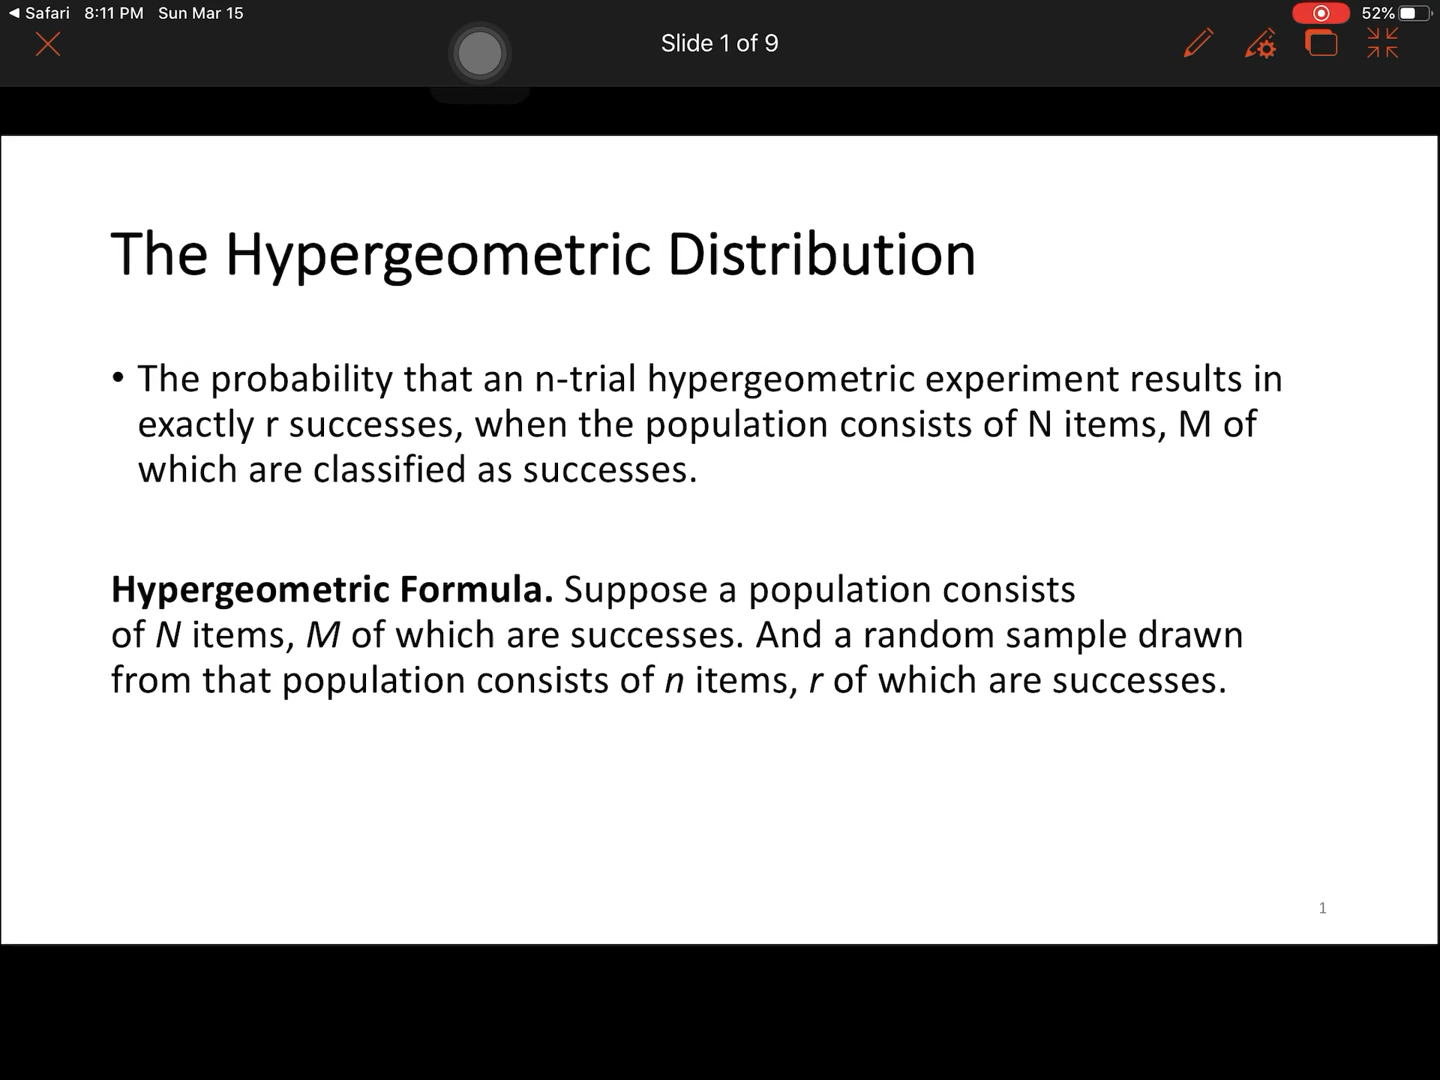 ◀ Safari 8:11 PM Sun Mar 15 52%
Slide 1 of 9
The Hypergeometric Distribution
• The probability that an n-trial hypergeometric experiment results in
exactly r successes, when the population consists of N items, M of
which are classified as successes.
Hypergeometric Formula. Suppose a population consists
of N items, M of which are successes. And a random sample drawn
from that population consists of n items, r of which are successes.
1